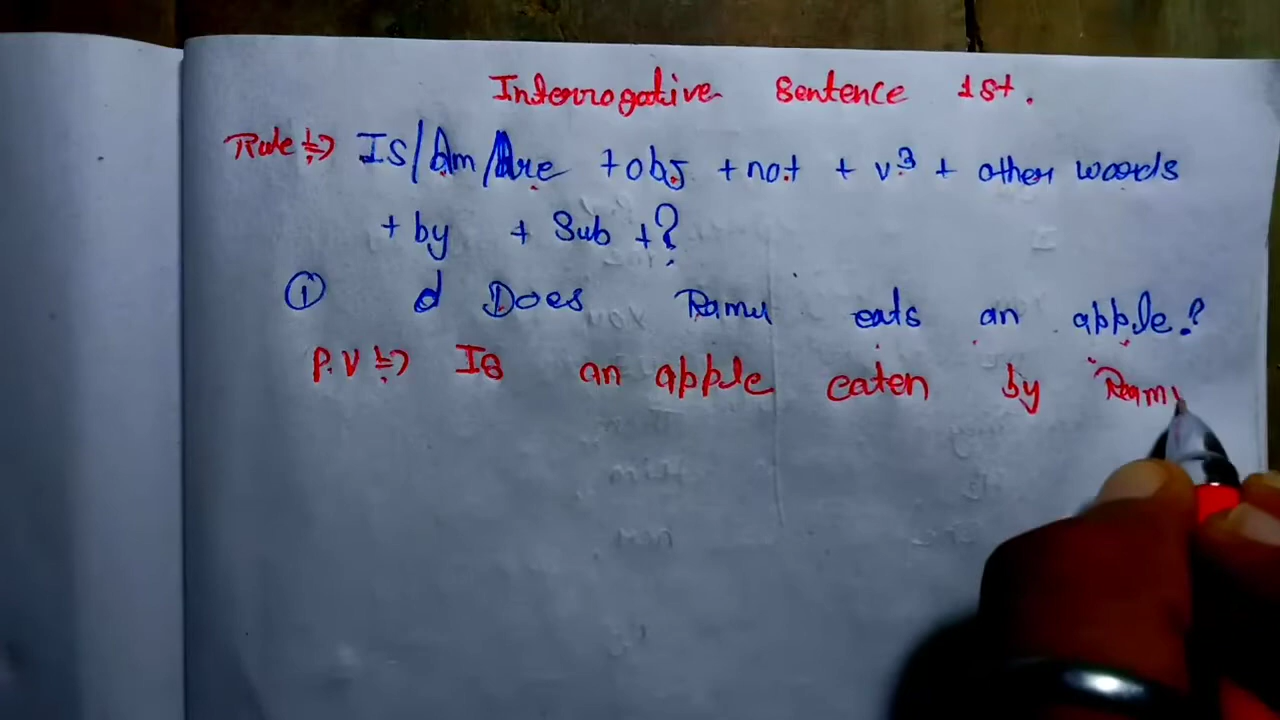 Interrogative Sentence 1st.
Rule => Is/Am/Are + obj + not + v3 + other words
+ by + Sub + ?
① d Does Ramu eats an apple?
P.V => Is an apple eaten by Ramu